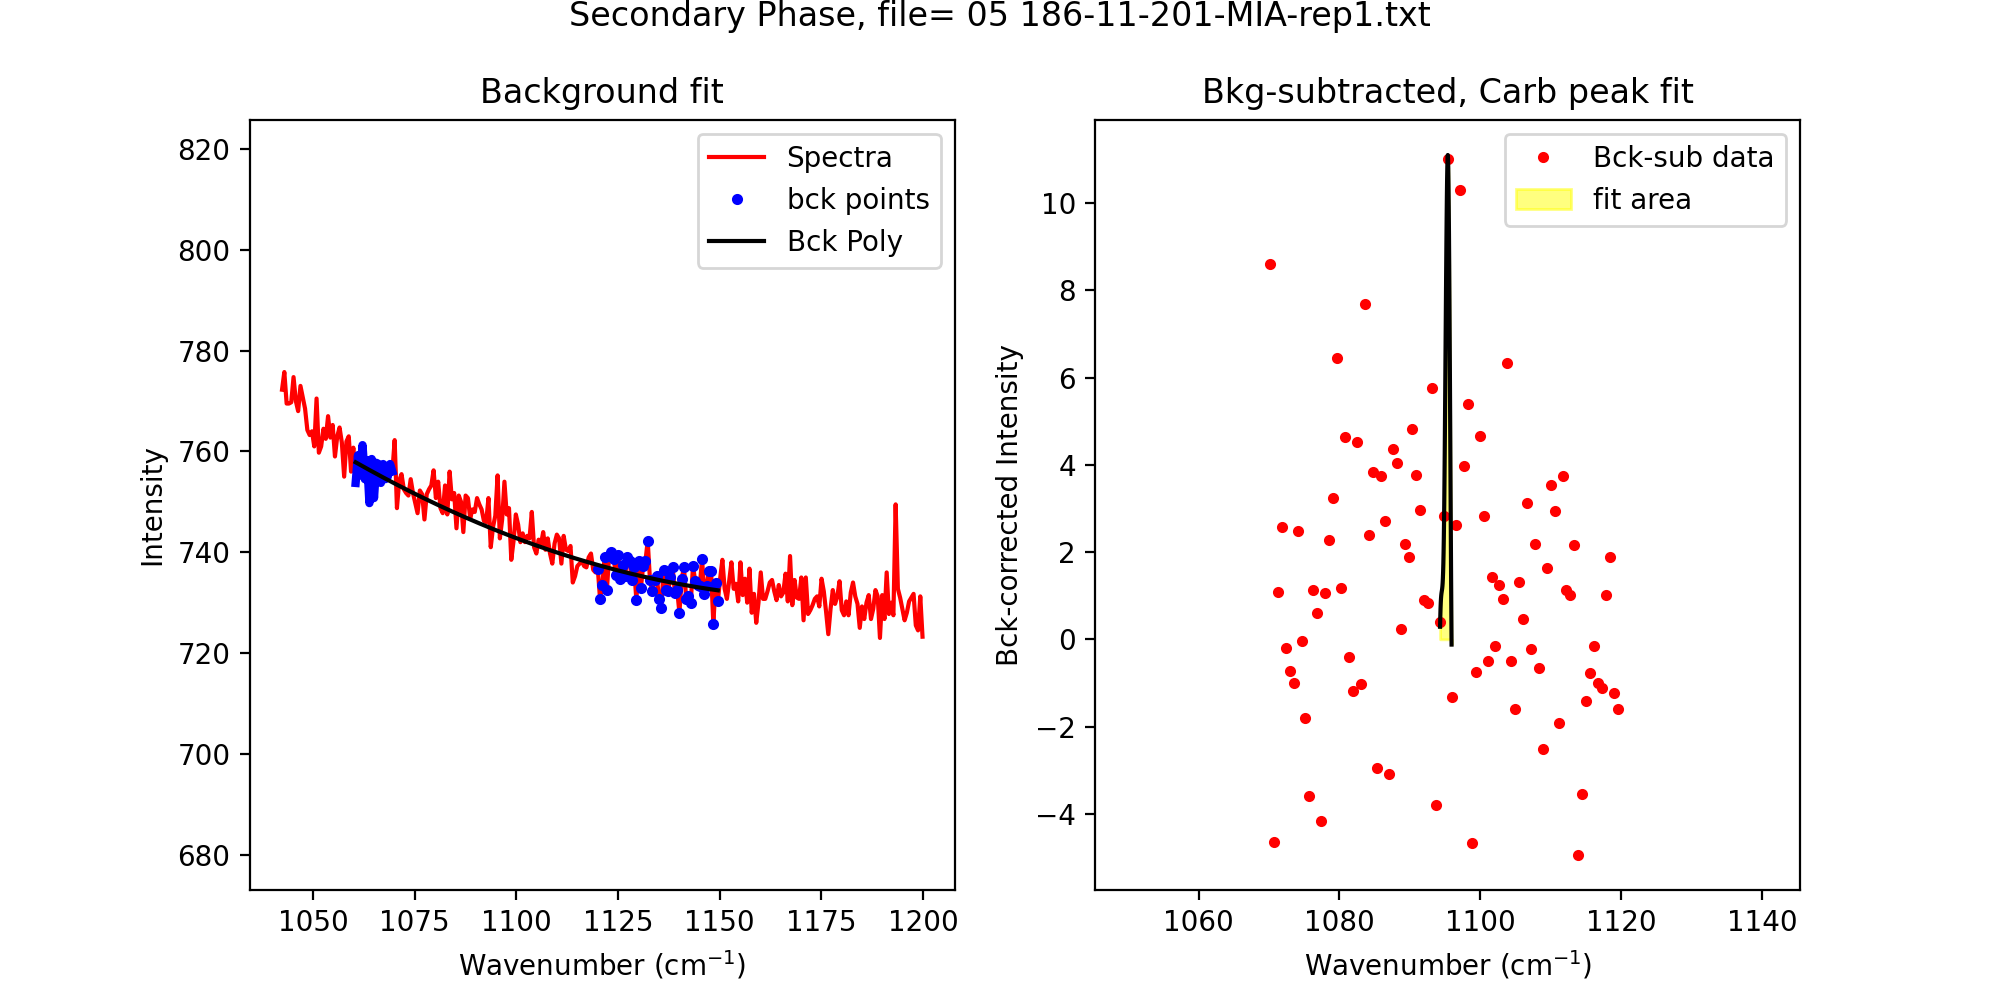 Secondary Phase, file= 05 186-11-201-MIA-rep1.txt
Background fit
Spectra
bck points
Bck Poly
820
800
780
760
740
720
700
680
Intensity
1050 1075 1100 1125 1150 1175 1200
Wavenumber (cm⁻¹)
Bkg-subtracted, Carb peak fit
Bck-sub data
fit area
10
8
6
4
2
0
−2
−4
Bck-corrected Intensity
1060 1080 1100 1120 1140
Wavenumber (cm⁻¹)